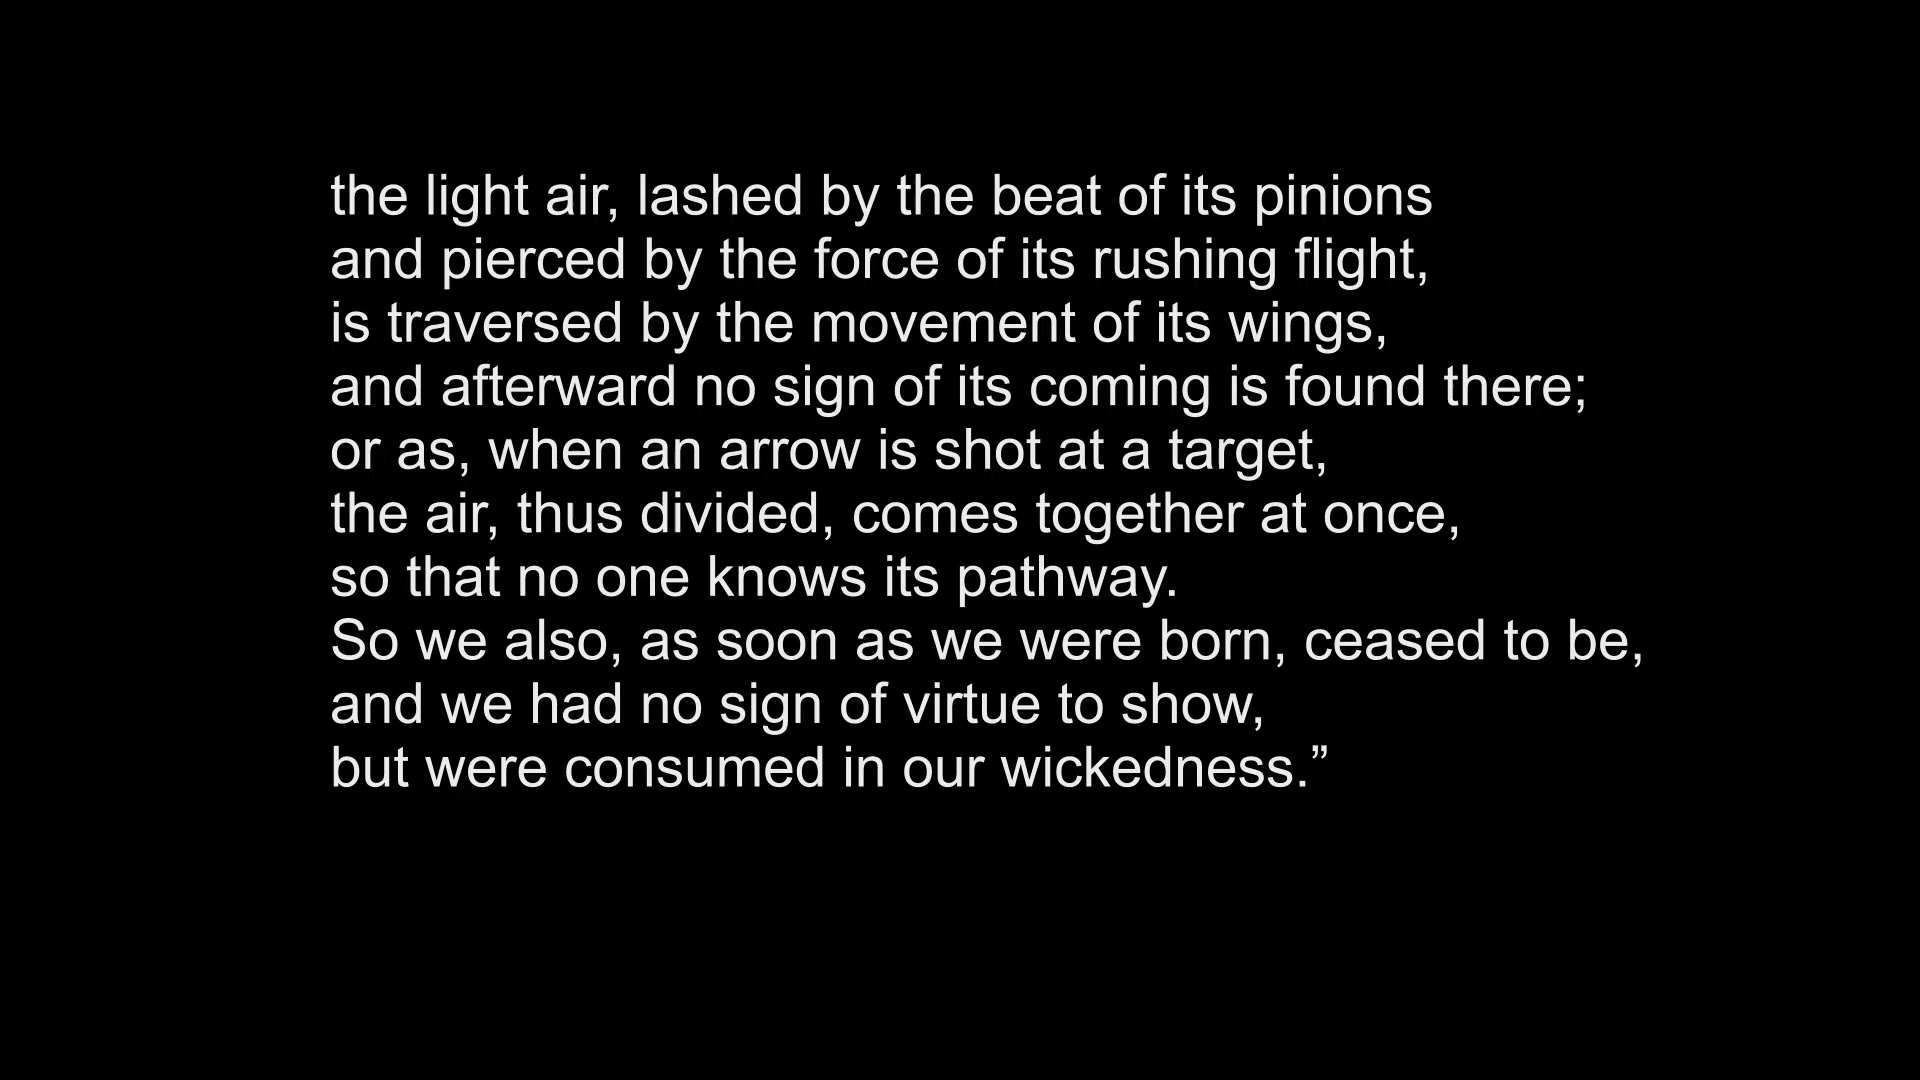 the light air, lashed by the beat of its pinions
and pierced by the force of its rushing flight,
is traversed by the movement of its wings,
and afterward no sign of its coming is found there;
or as, when an arrow is shot at a target,
the air, thus divided, comes together at once,
so that no one knows its pathway.
So we also, as soon as we were born, ceased to be,
and we had no sign of virtue to show,
but were consumed in our wickedness.”